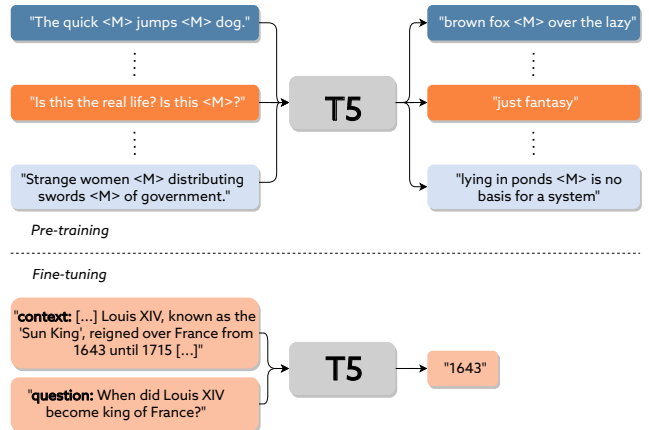 "The quick <M> jumps <M> dog."
"brown fox <M> over the lazy"
"Is this the real life? Is this <M>?"
T5
"just fantasy"
"Strange women <M> distributing
swords <M> of government."
"lying in ponds <M> is no
basis for a system"
Pre-training
Fine-tuning
"context: [...] Louis XIV, known as the
'Sun King', reigned over France from
1643 until 1715 [...]"
T5
"1643"
"question: When did Louis XIV
become king of France?"